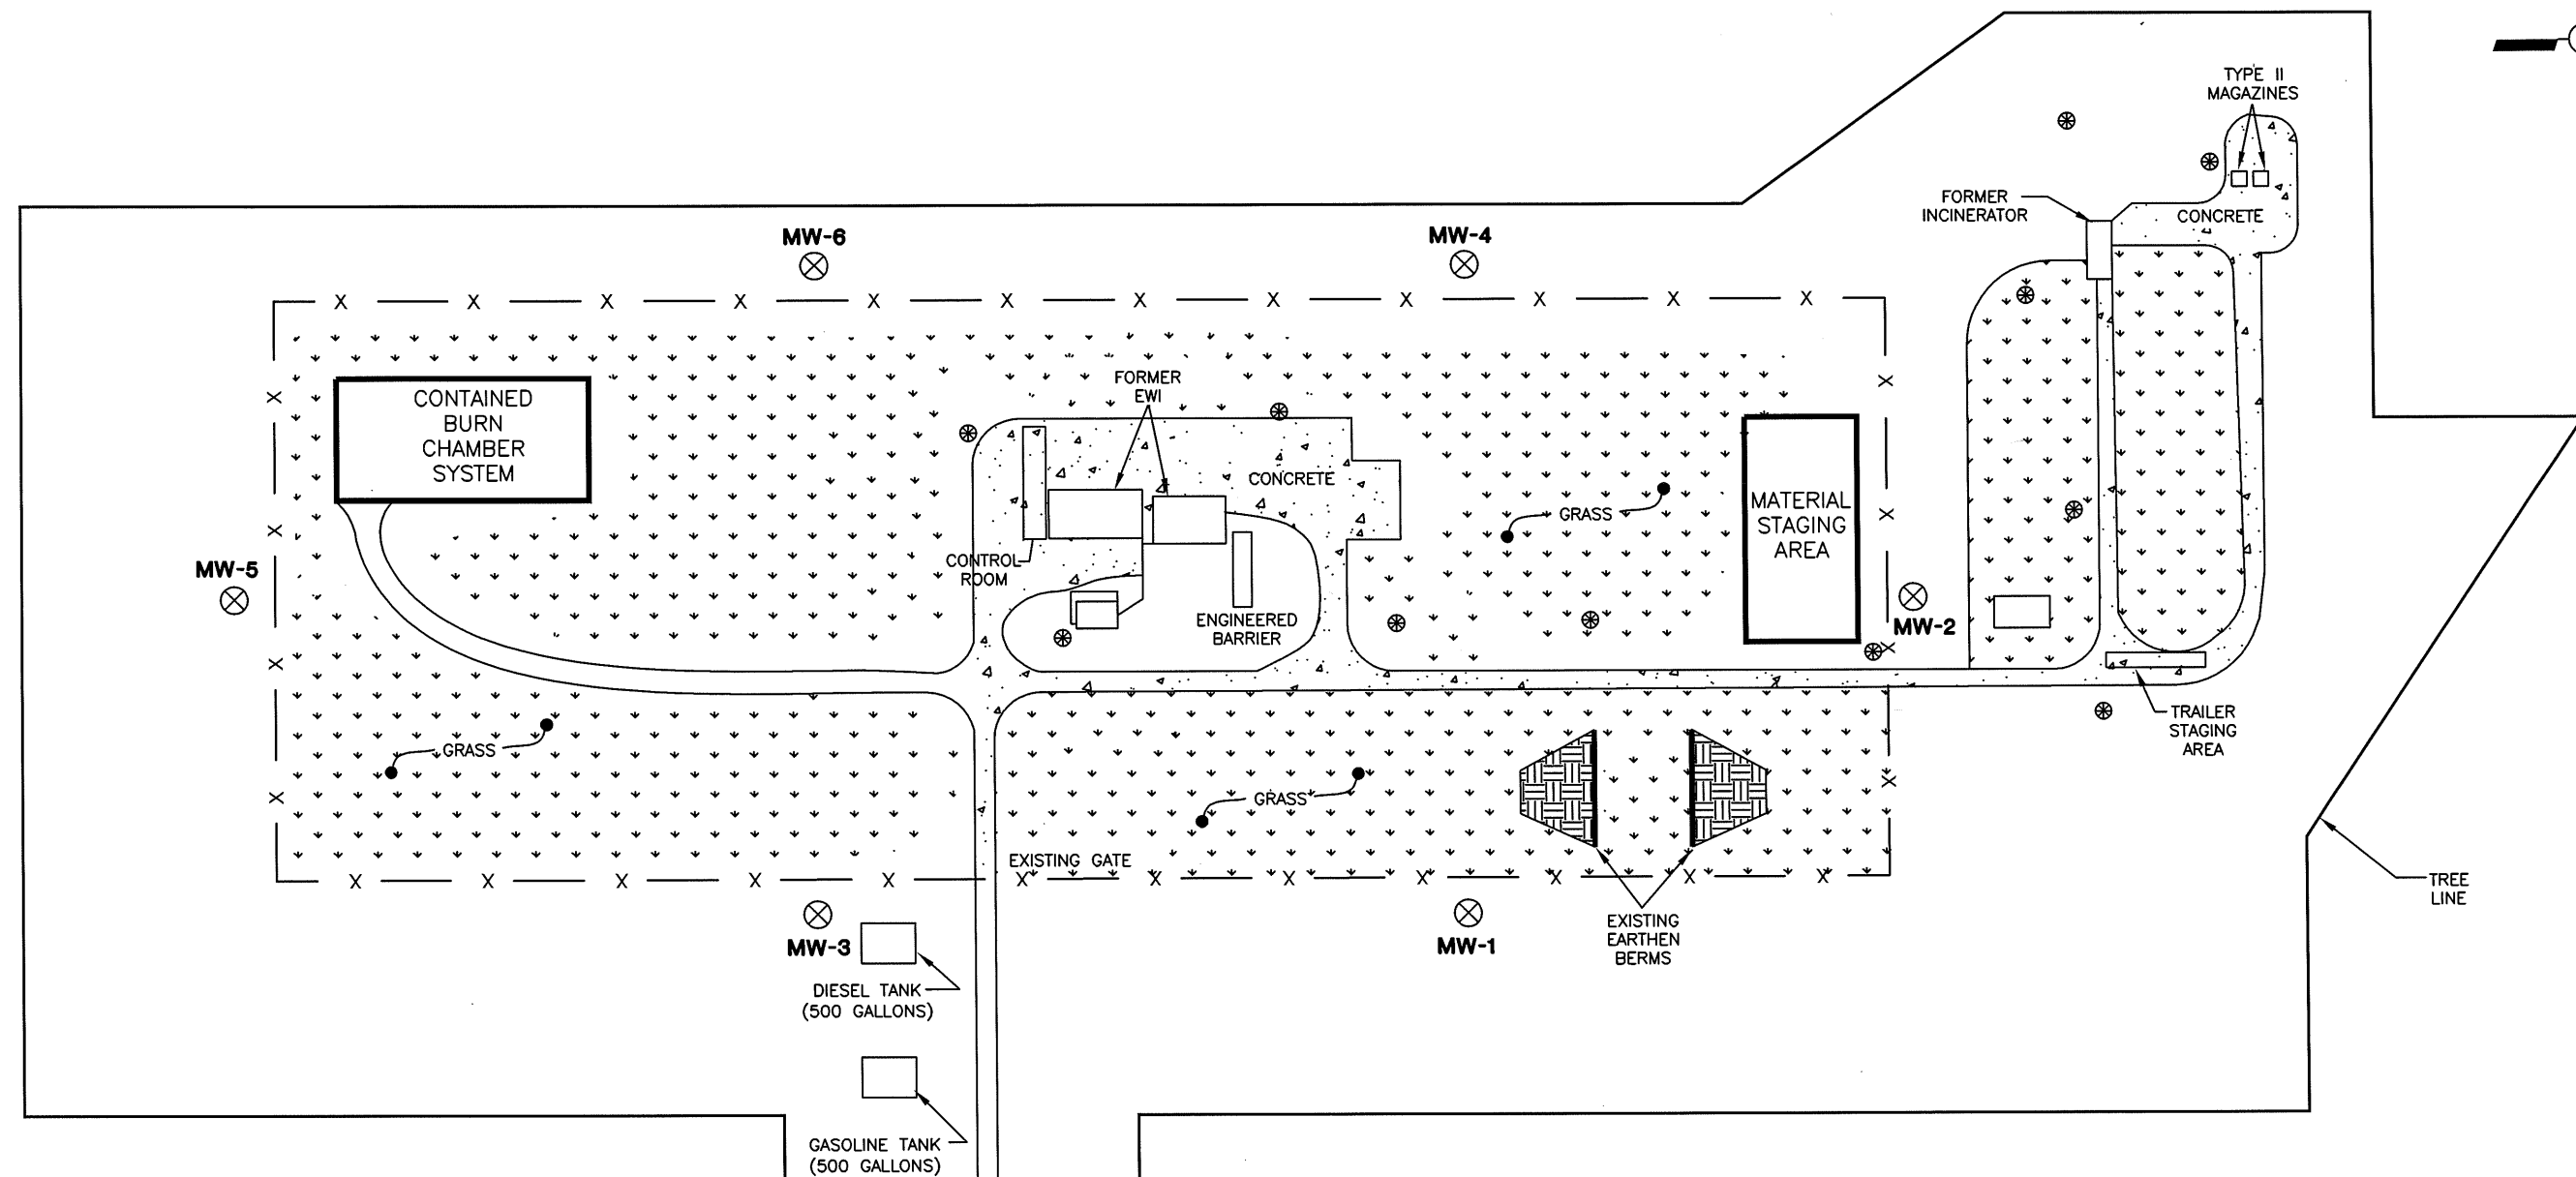 TYPE II
MAGAZINES
FORMER
INCINERATOR
CONCRETE
MW-6
MW-4
CONTAINED
BURN
CHAMBER
SYSTEM
FORMER
EWI
CONCRETE
MATERIAL
STAGING
AREA
GRASS
CONTROL
ROOM
MW-5
ENGINEERED
BARRIER
MW-2
TRAILER
STAGING
AREA
GRASS
GRASS
EXISTING GATE
TREE
LINE
MW-3
MW-1
EXISTING
EARTHEN
BERMS
DIESEL TANK
(500 GALLONS)
GASOLINE TANK
(500 GALLONS)